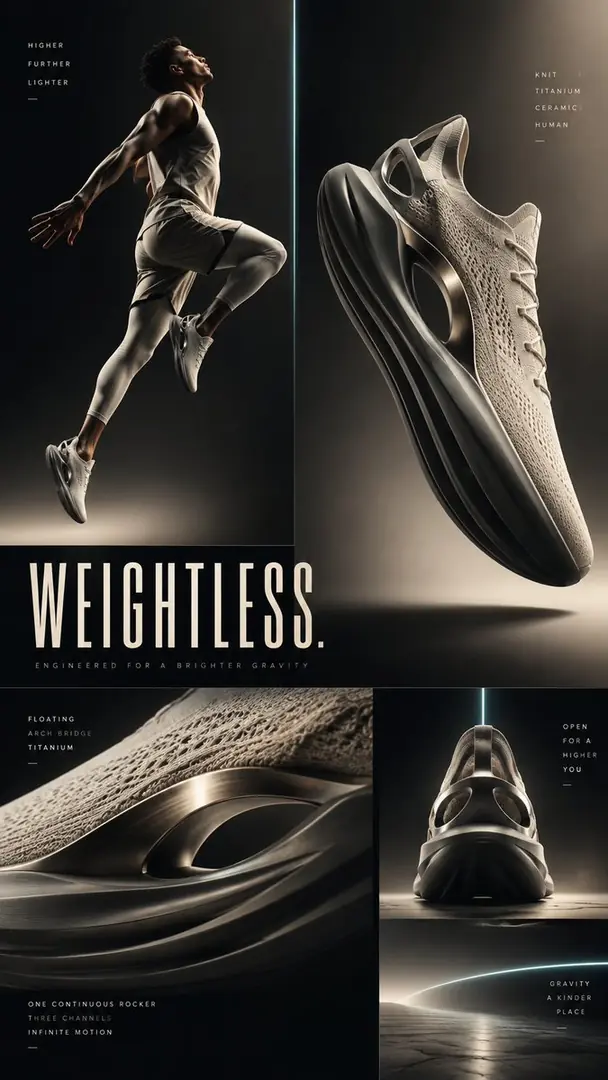 HIGHER
FURTHER
LIGHTER
KNIT
TITANIUM
CERAMIC
HUMAN
WEIGHTLESS.
ENGINEERED FOR A BRIGHTER GRAVITY
FLOATING
ARCH BRIDGE
TITANIUM
OPEN
FOR A
HIGHER
YOU
ONE CONTINUOUS ROCKER
THREE CHANNELS
INFINITE MOTION
GRAVITY
A KINDER
PLACE